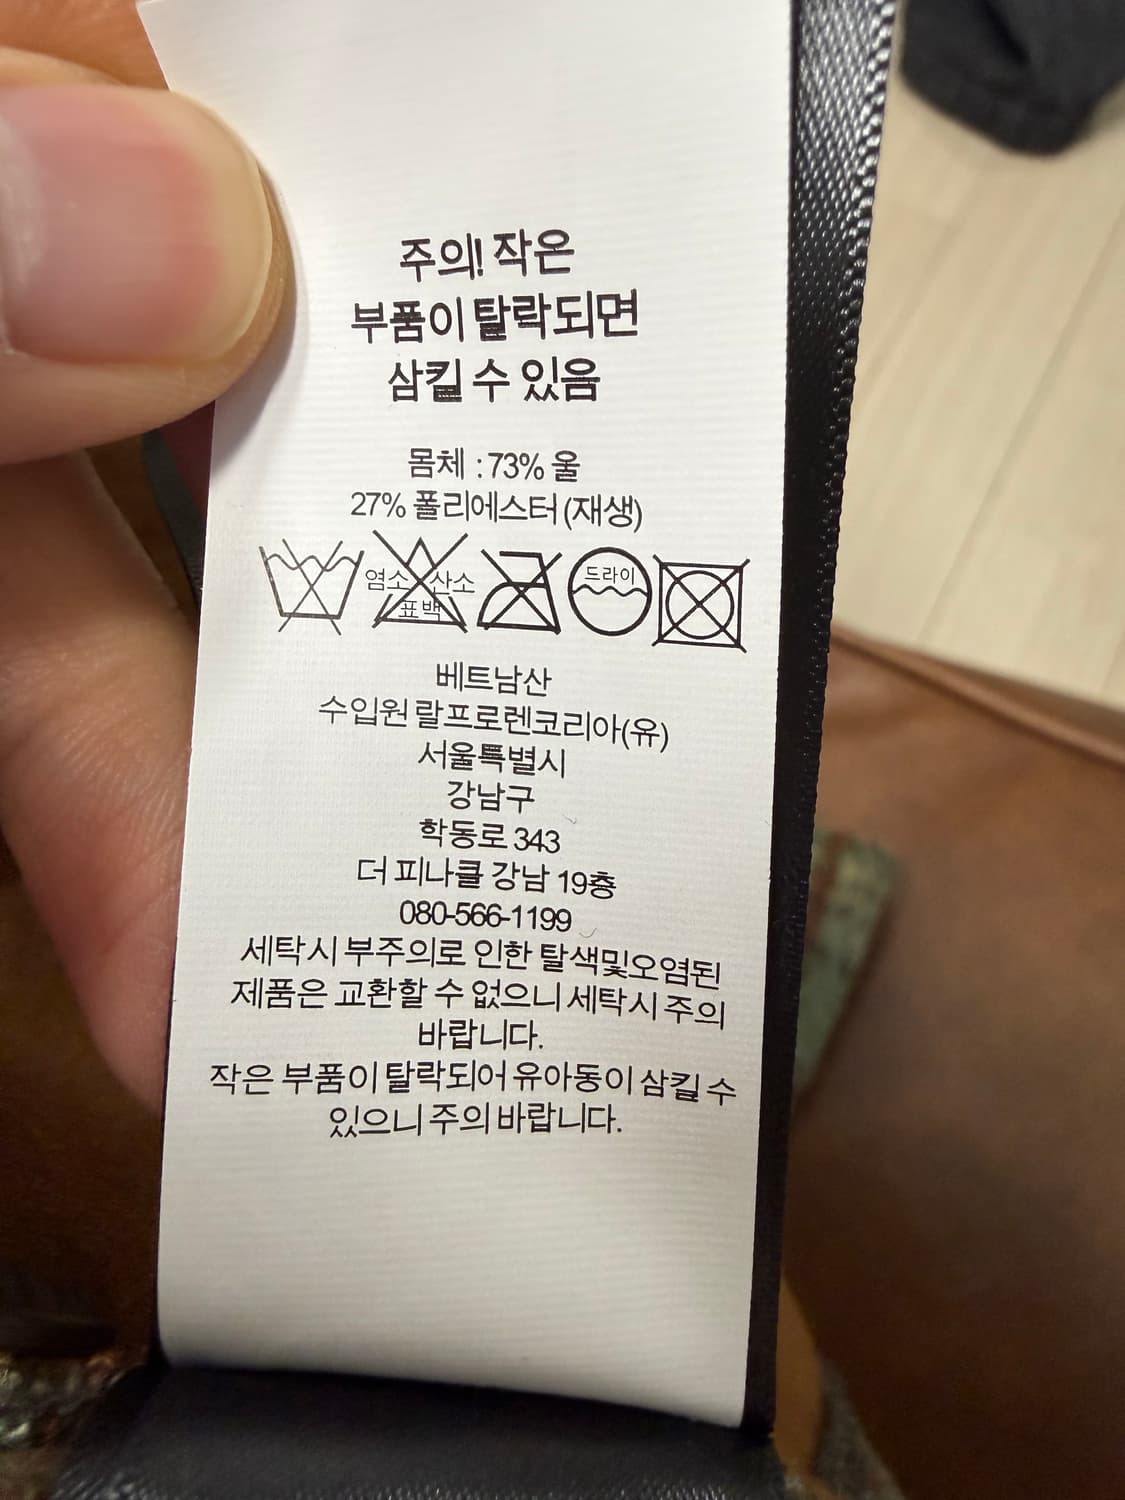 주의! 작은
부품이 탈락되면
삼킬 수 있음
몸체 : 73% 울
27% 폴리에스터 (재생)
염소 산소
표백
드라이
베트남산
수입원 랄프로렌코리아(유)
서울특별시
강남구
학동로 343
더 피나클 강남 19층
080-566-1199
세탁시 부주의로 인한 탈색및오염된
제품은 교환할 수 없으니 세탁시 주의
바랍니다.
작은 부품이 탈락되어 유아동이 삼킬 수
있으니 주의 바랍니다.